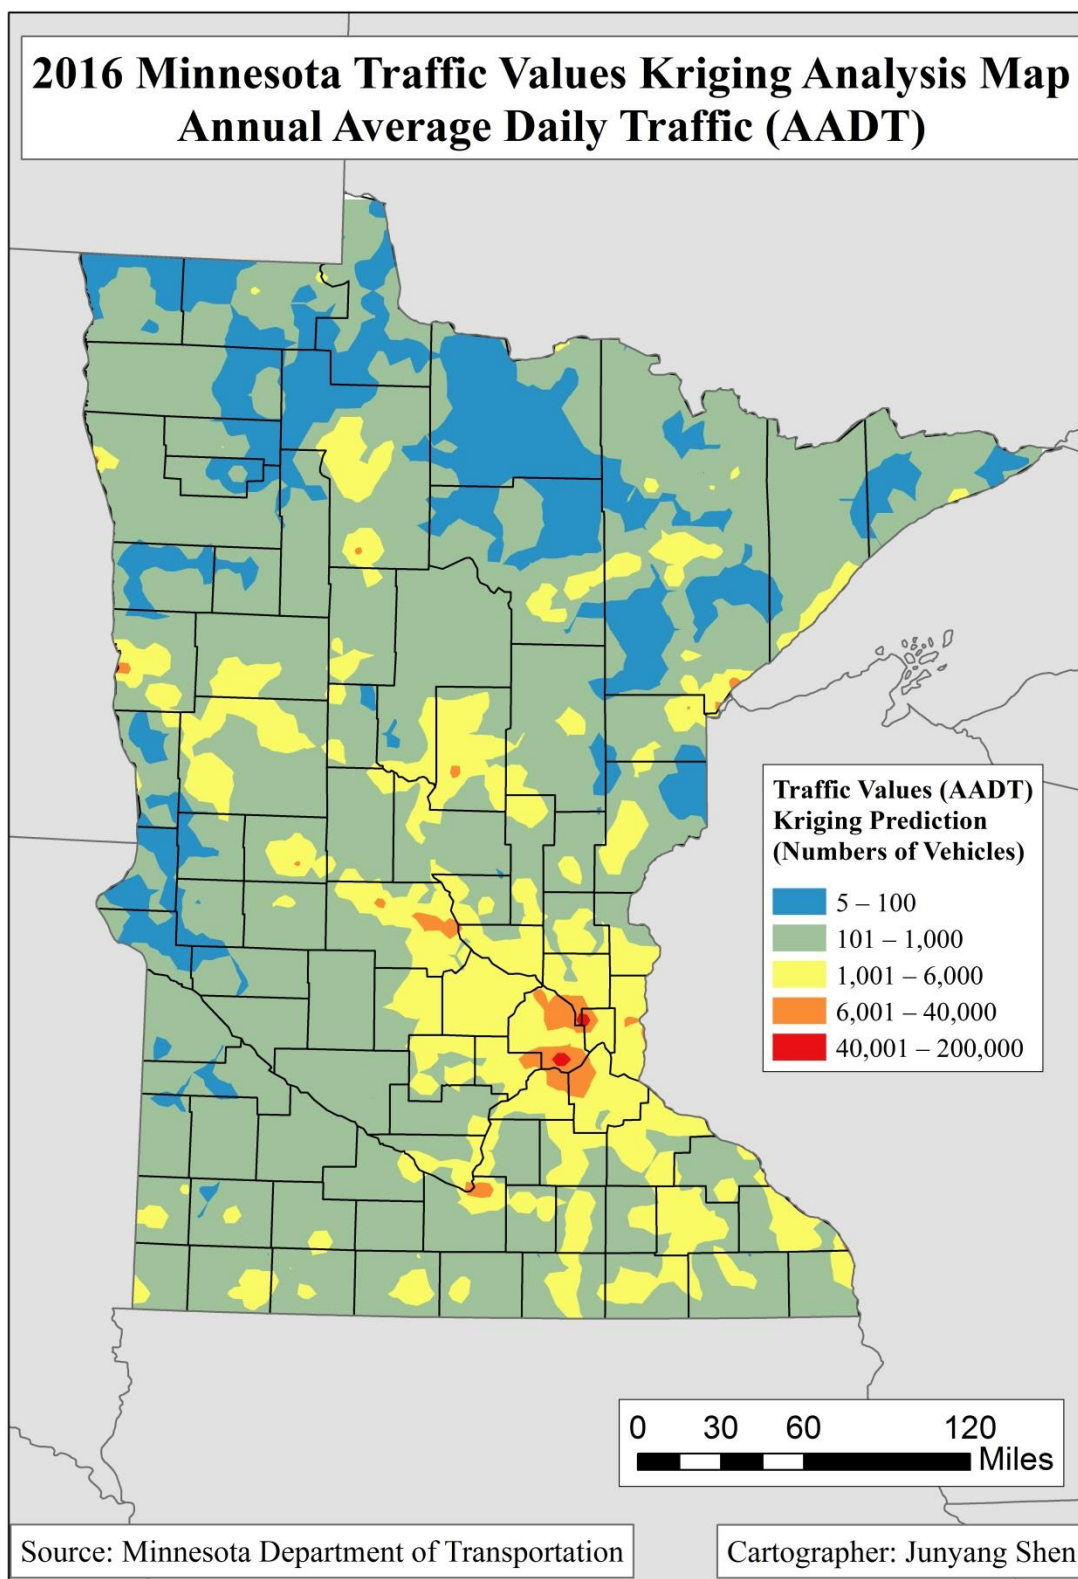 2016 Minnesota Traffic Values Kriging Analysis Map
Annual Average Daily Traffic (AADT)
Traffic Values (AADT)
Kriging Prediction
(Numbers of Vehicles)
5 – 100
101 – 1,000
1,001 – 6,000
6,001 – 40,000
40,001 – 200,000
0 30 60 120
Miles
Source: Minnesota Department of Transportation
Cartographer: Junyang Shen